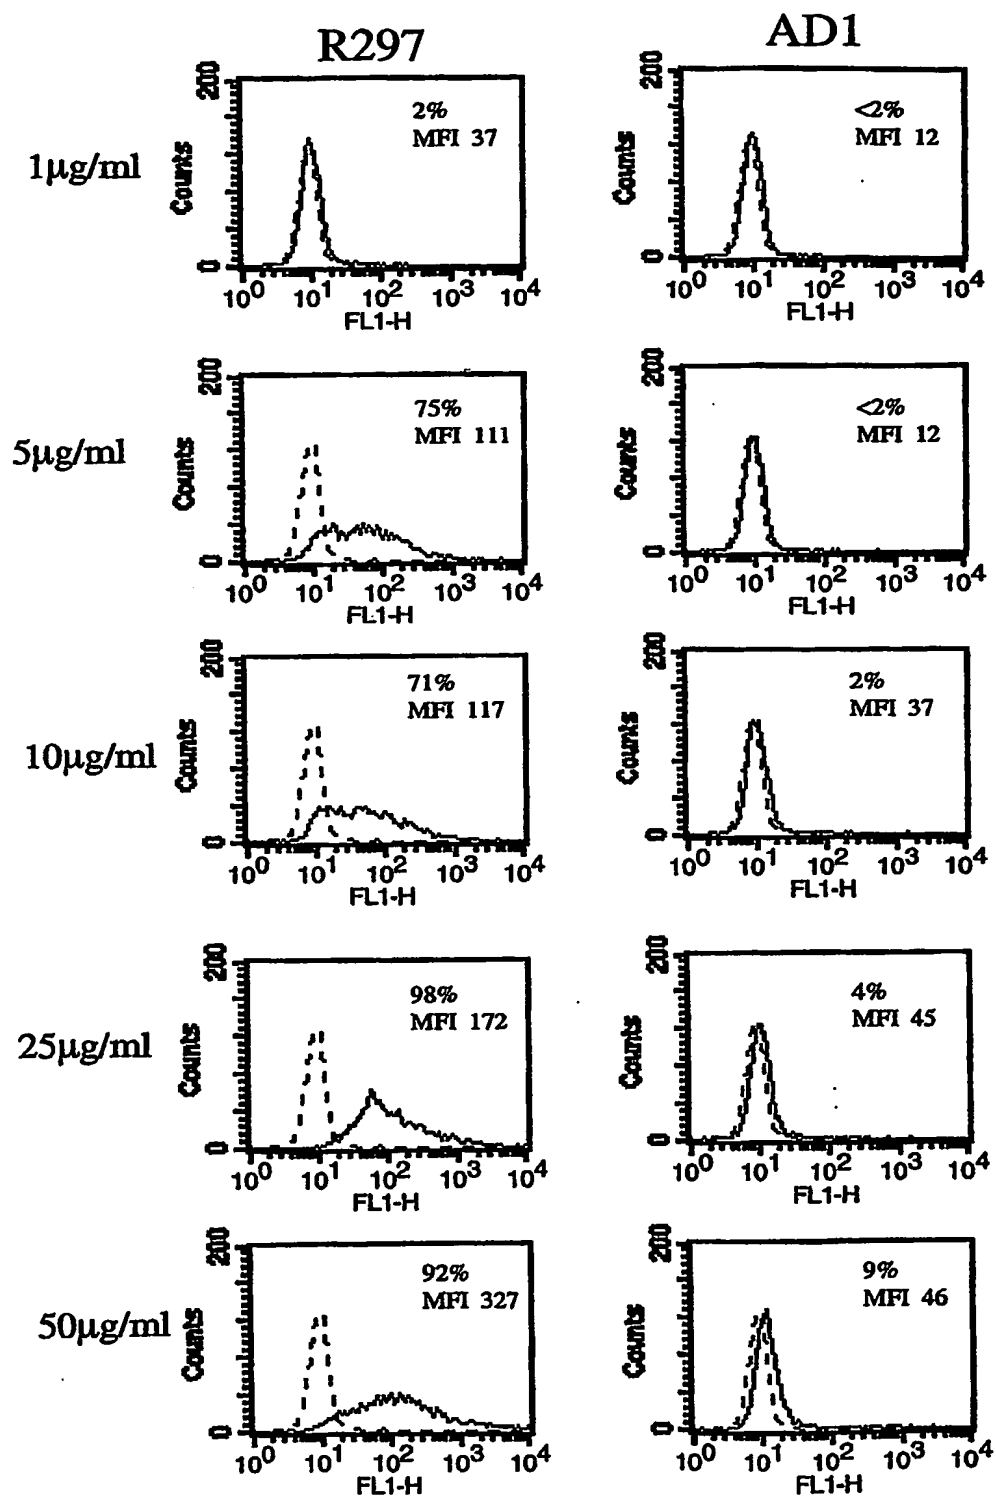 R297
AD1
1µg/ml
200
Counts
0
2%
MFI 37
10^0 10^1 10^2 10^3 10^4
FL1-H
200
Counts
0
<2%
MFI 12
10^0 10^1 10^2 10^3 10^4
FL1-H
5µg/ml
200
Counts
0
75%
MFI 111
10^0 10^1 10^2 10^3 10^4
FL1-H
200
Counts
0
<2%
MFI 12
10^0 10^1 10^2 10^3 10^4
FL1-H
10µg/ml
200
Counts
0
71%
MFI 117
10^0 10^1 10^2 10^3 10^4
FL1-H
200
Counts
0
2%
MFI 37
10^0 10^1 10^2 10^3 10^4
FL1-H
25µg/ml
200
Counts
0
98%
MFI 172
10^0 10^1 10^2 10^3 10^4
FL1-H
200
Counts
0
4%
MFI 45
10^0 10^1 10^2 10^3 10^4
FL1-H
50µg/ml
200
Counts
0
92%
MFI 327
10^0 10^1 10^2 10^3 10^4
FL1-H
200
Counts
0
9%
MFI 46
10^0 10^1 10^2 10^3 10^4
FL1-H